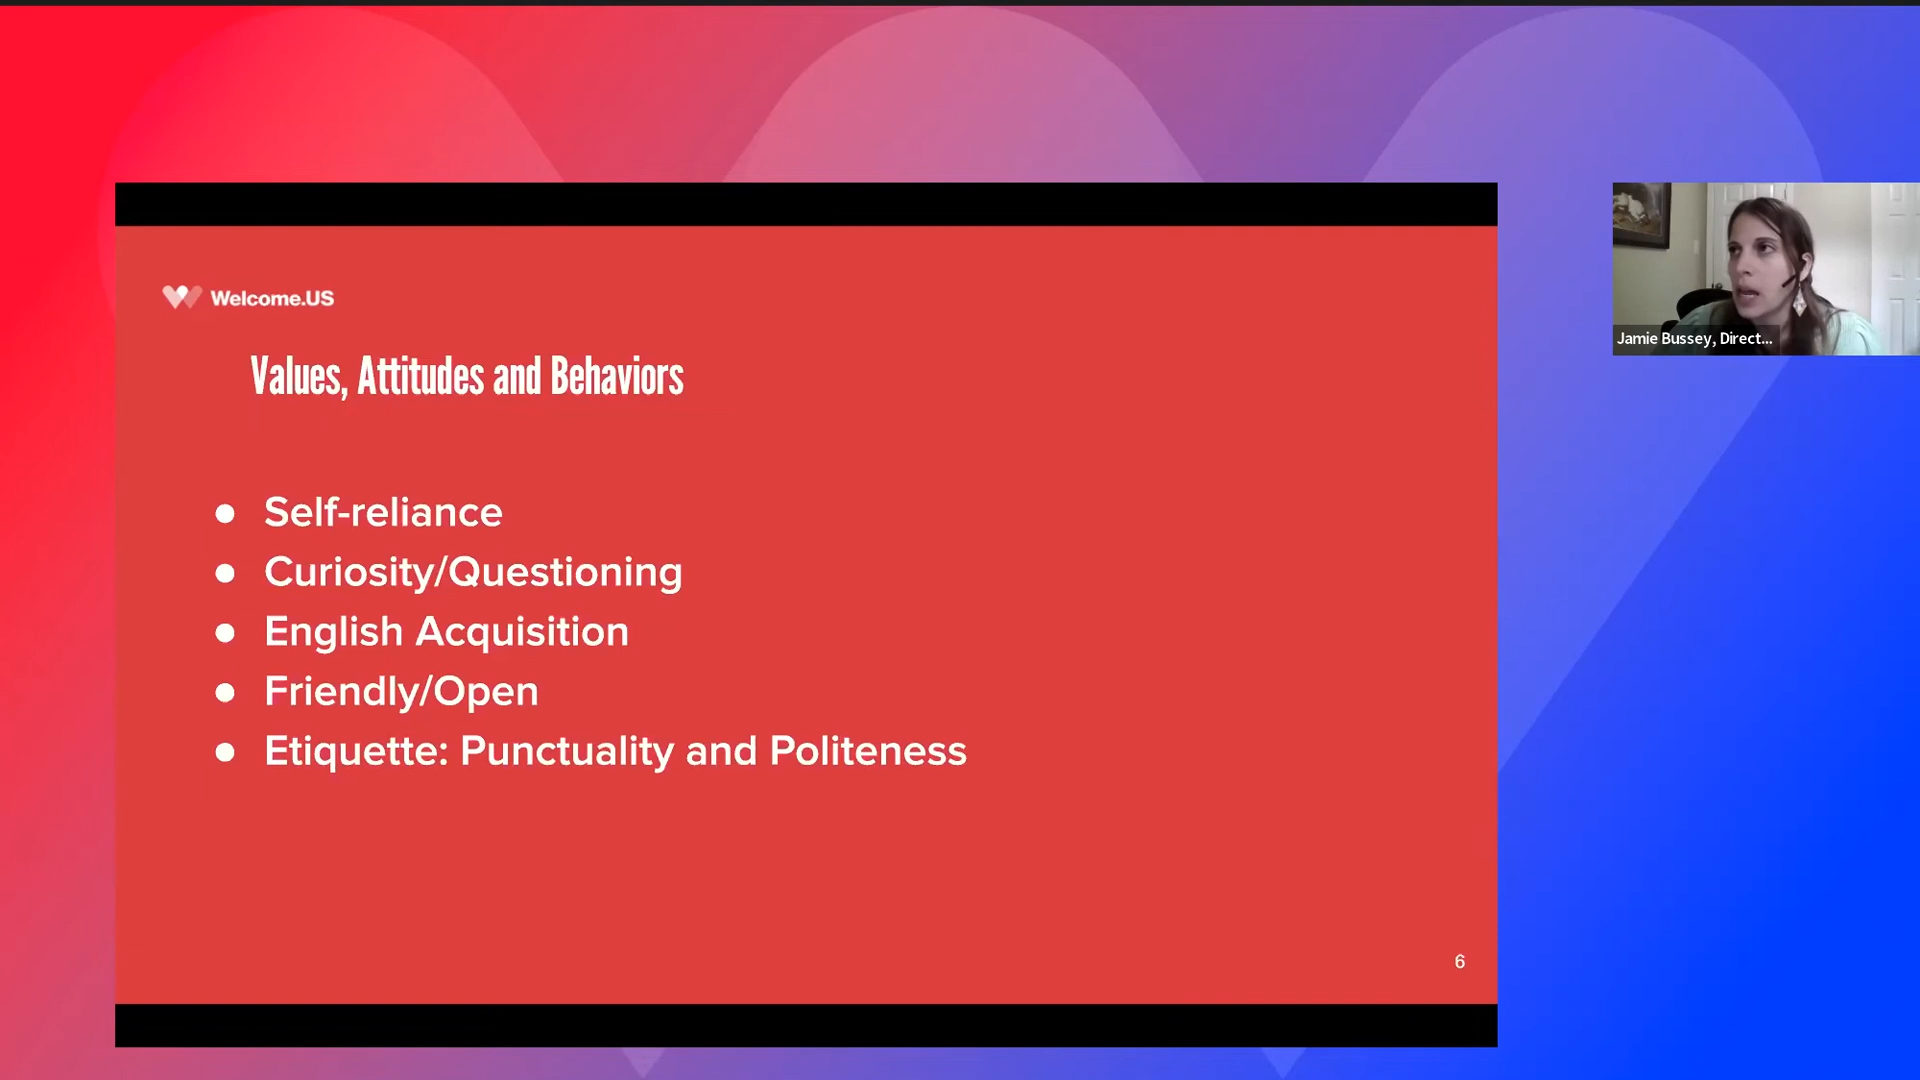 Welcome.US
Values, Attitudes and Behaviors
● Self-reliance
● Curiosity/Questioning
● English Acquisition
● Friendly/Open
● Etiquette: Punctuality and Politeness
6
Jamie Bussey, Direct...